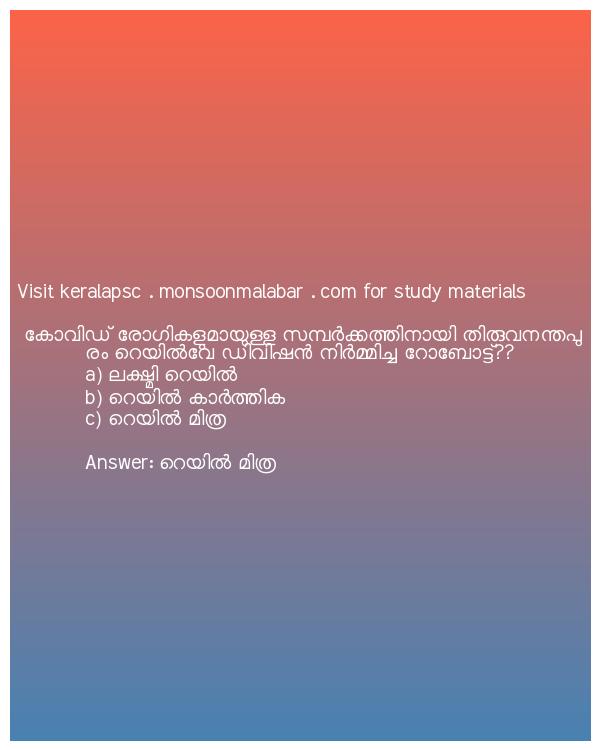 Visit keralapsc . monsoonmalabar . com for study materials
കോവിഡ് രോഗികളുമായുള്ള സമ്പർക്കത്തിനായി തിരുവനന്തപു
രം റെയിൽവേ ഡിവിഷൻ നിർമ്മിച്ച റോബോട്ട്??
a) ലക്ഷ്മി റെയിൽ
b) റെയിൽ കാർത്തിക
c) റെയിൽ മിത്ര
Answer: റെയിൽ മിത്ര